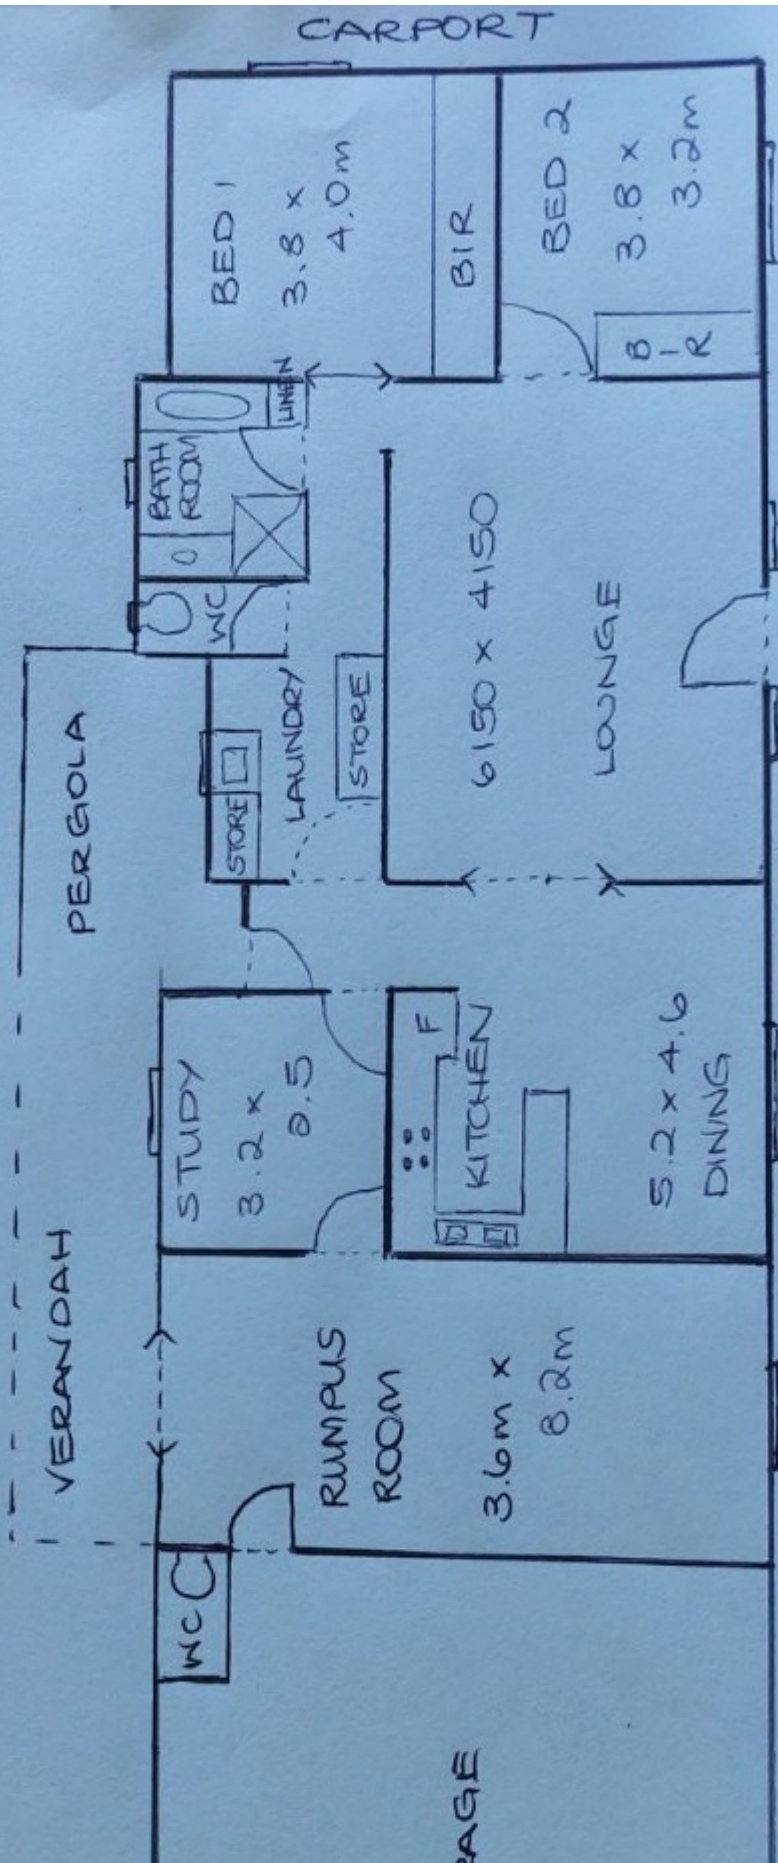 CARPORT
BED 1
3.8 x
4.0m
BIR
BED 2
3.8 x
3.2m
B
I
R
LINEN
BATH
ROOM
WC
LAUNDRY
STORE
STORE
6150 x 4150
LOUNGE
PERGOLA
STUDY
3.2 x
2.5
F
KITCHEN
5.2 x 4.6
DINING
VERANDAH
RUMPUS
ROOM
3.6m x
8.2m
WC
AGE